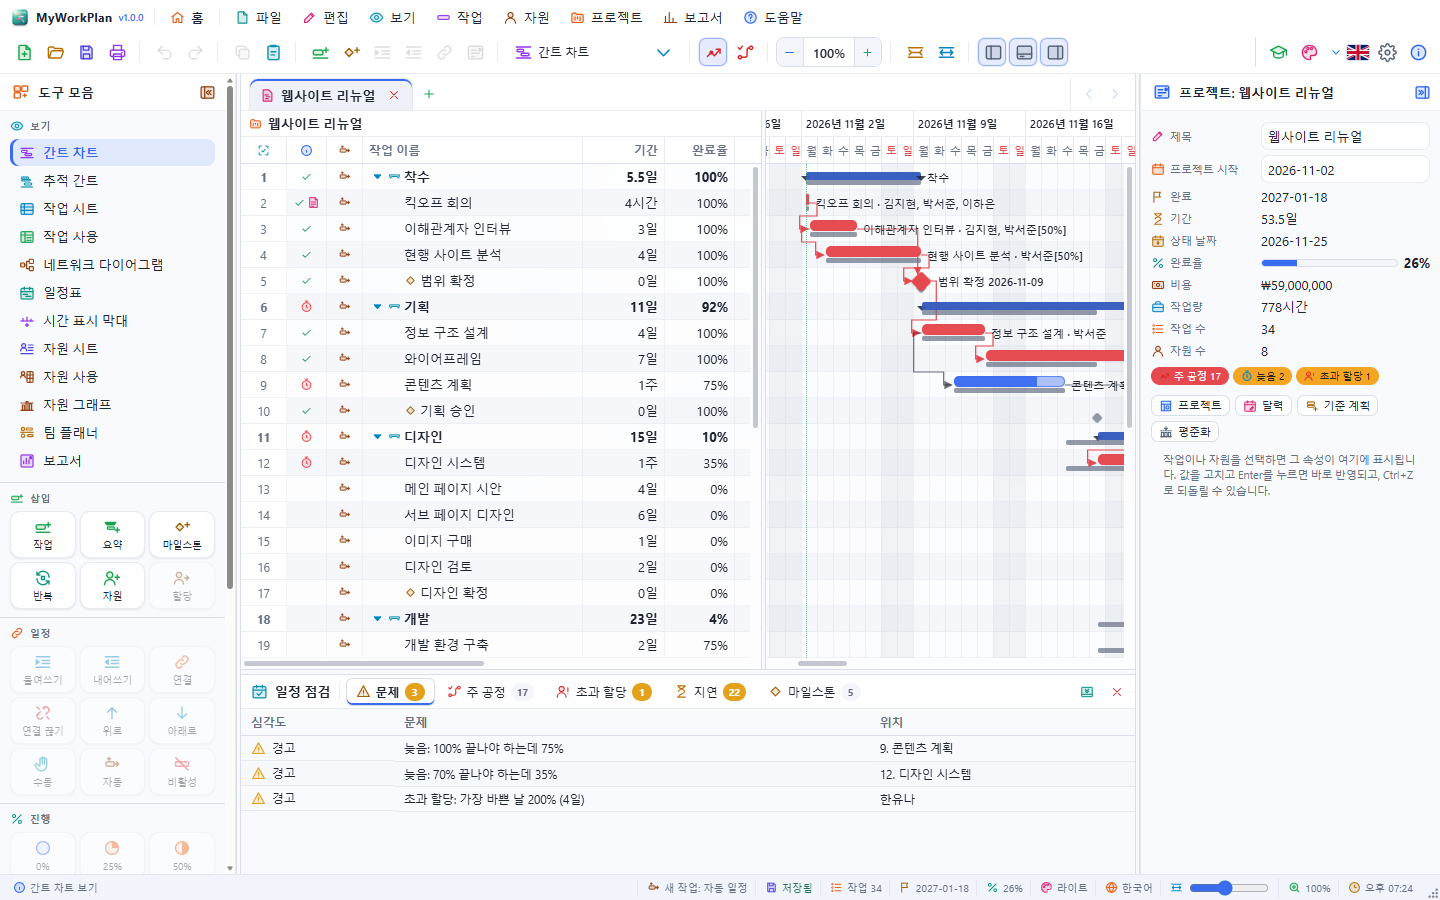 MyWorkPlan v1.0.0 홈 파일 편집 보기 작업 자원 프로젝트 보고서 도움말
간트 차트 100%
도구 모음
보기
간트 차트
추적 간트
작업 시트
작업 사용
네트워크 다이어그램
일정표
시간 표시 막대
자원 시트
자원 사용
자원 그래프
팀 플래너
보고서
삽입
작업 요약 마일스톤
반복 자원 할당
일정
들여쓰기 내어쓰기 연결
연결 끊기 위로 아래로
수동 자동 비활성
진행
0% 25% 50%
웹사이트 리뉴얼
웹사이트 리뉴얼
작업 이름 기간 완료율
1 착수 5.5일 100%
2 킥오프 회의 4시간 100%
3 이해관계자 인터뷰 3일 100%
4 현행 사이트 분석 4일 100%
5 범위 확정 0일 100%
6 기획 11일 92%
7 정보 구조 설계 4일 100%
8 와이어프레임 7일 100%
9 콘텐츠 계획 1주 75%
10 기획 승인 0일 100%
11 디자인 15일 10%
12 디자인 시스템 1주 35%
13 메인 페이지 시안 4일 0%
14 서브 페이지 디자인 6일 0%
15 이미지 구매 1일 0%
16 디자인 검토 2일 0%
17 디자인 확정 0일 0%
18 개발 23일 4%
19 개발 환경 구축 2일 75%
6일 2026년 11월 2일 2026년 11월 9일 2026년 11월 16일
토 일 월 화 수 목 금 토 일 월 화 수 목 금 토 일 월 화 수 목 금 토 일
착수
킥오프 회의 · 김지현, 박서준, 이하은
이해관계자 인터뷰 · 김지현, 박서준[50%]
현행 사이트 분석 · 박서준[50%]
범위 확정 2026-11-09
정보 구조 설계 · 박서준
콘텐츠 계획
일정 점검 문제 3 주 공정 17 초과 할당 1 지연 22 마일스톤 5
심각도 문제 위치
경고 늦음: 100% 끝나야 하는데 75% 9. 콘텐츠 계획
경고 늦음: 70% 끝나야 하는데 35% 12. 디자인 시스템
경고 초과 할당: 가장 바쁜 날 200% (4일) 한유나
프로젝트: 웹사이트 리뉴얼
제목 웹사이트 리뉴얼
프로젝트 시작 2026-11-02
완료 2027-01-18
기간 53.5일
상태 날짜 2026-11-25
완료율 26%
비용 ₩59,000,000
작업량 778시간
작업 수 34
자원 수 8
주 공정 17 늦음 2 초과 할당 1
프로젝트 달력 기준 계획
평준화
작업이나 자원을 선택하면 그 속성이 여기에 표시됩니
다. 값을 고치고 Enter를 누르면 바로 반영되고, Ctrl+Z
로 되돌릴 수 있습니다.
간트 차트 보기 새 작업: 자동 일정 저장됨 작업 34 2027-01-18 26% 라이트 한국어 100% 오후 07:24